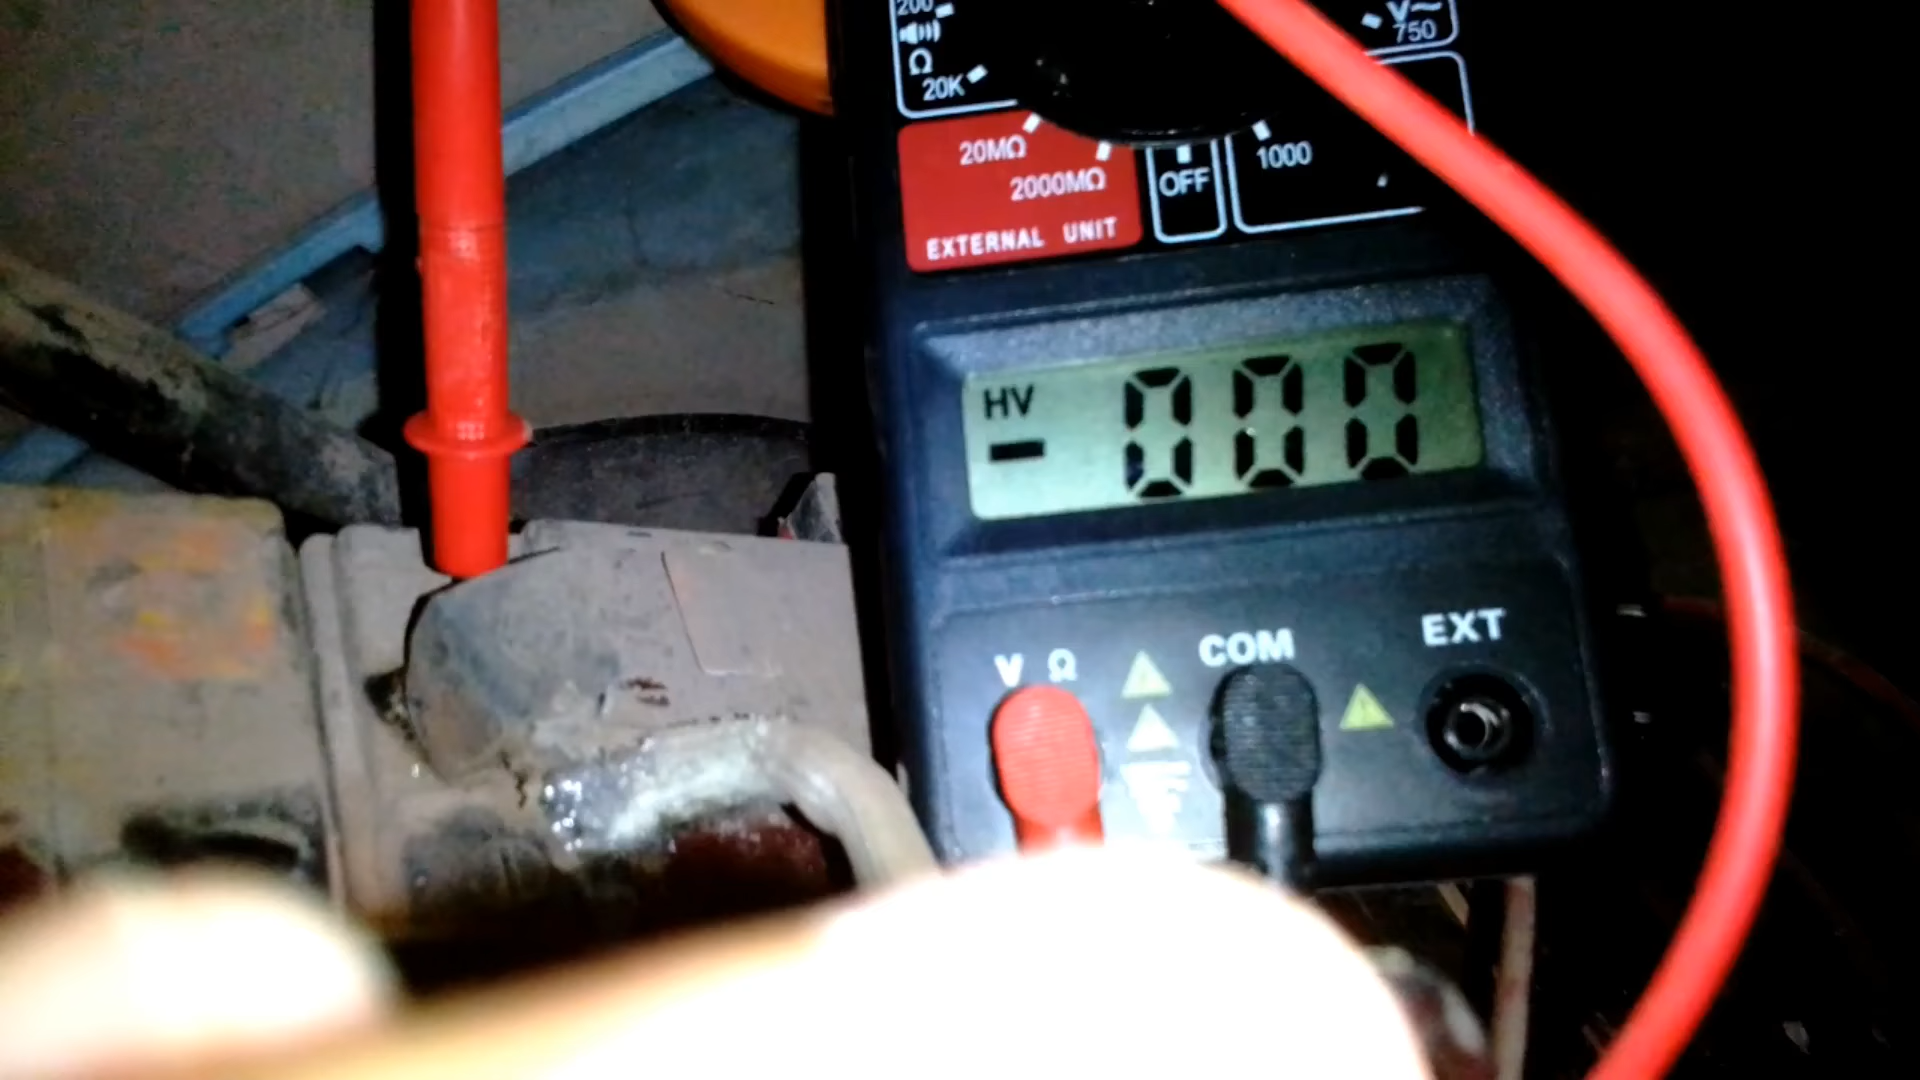 200
Ω
20K
V~
750
20MΩ
2000MΩ
EXTERNAL UNIT
OFF
1000
HV
- 000
V Ω
COM
EXT